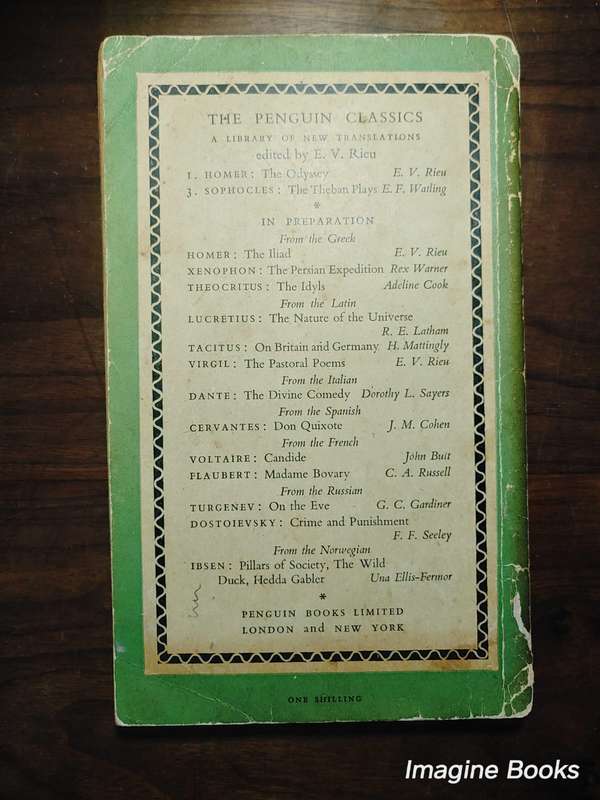 THE PENGUIN CLASSICS
A LIBRARY OF NEW TRANSLATIONS
edited by E. V. Rieu
1. HOMER: The Odyssey E. V. Rieu
3. SOPHOCLES: The Theban Plays E. F. Watling
*
IN PREPARATION
From the Greek
HOMER: The Iliad E. V. Rieu
XENOPHON: The Persian Expedition Rex Warner
THEOCRITUS: The Idyls Adeline Cook
From the Latin
LUCRETIUS: The Nature of the Universe
R. E. Latham
TACITUS: On Britain and Germany H. Mattingly
VIRGIL: The Pastoral Poems E. V. Rieu
From the Italian
DANTE: The Divine Comedy Dorothy L. Sayers
From the Spanish
CERVANTES: Don Quixote J. M. Cohen
From the French
VOLTAIRE: Candide John Butt
FLAUBERT: Madame Bovary C. A. Russell
From the Russian
TURGENEV: On the Eve G. C. Gardiner
DOSTOIEVSKY: Crime and Punishment
F. F. Seeley
From the Norwegian
IBSEN: Pillars of Society, The Wild
Duck, Hedda Gabler Una Ellis-Fermor
*
PENGUIN BOOKS LIMITED
LONDON and NEW YORK
ONE SHILLING
Imagine Books